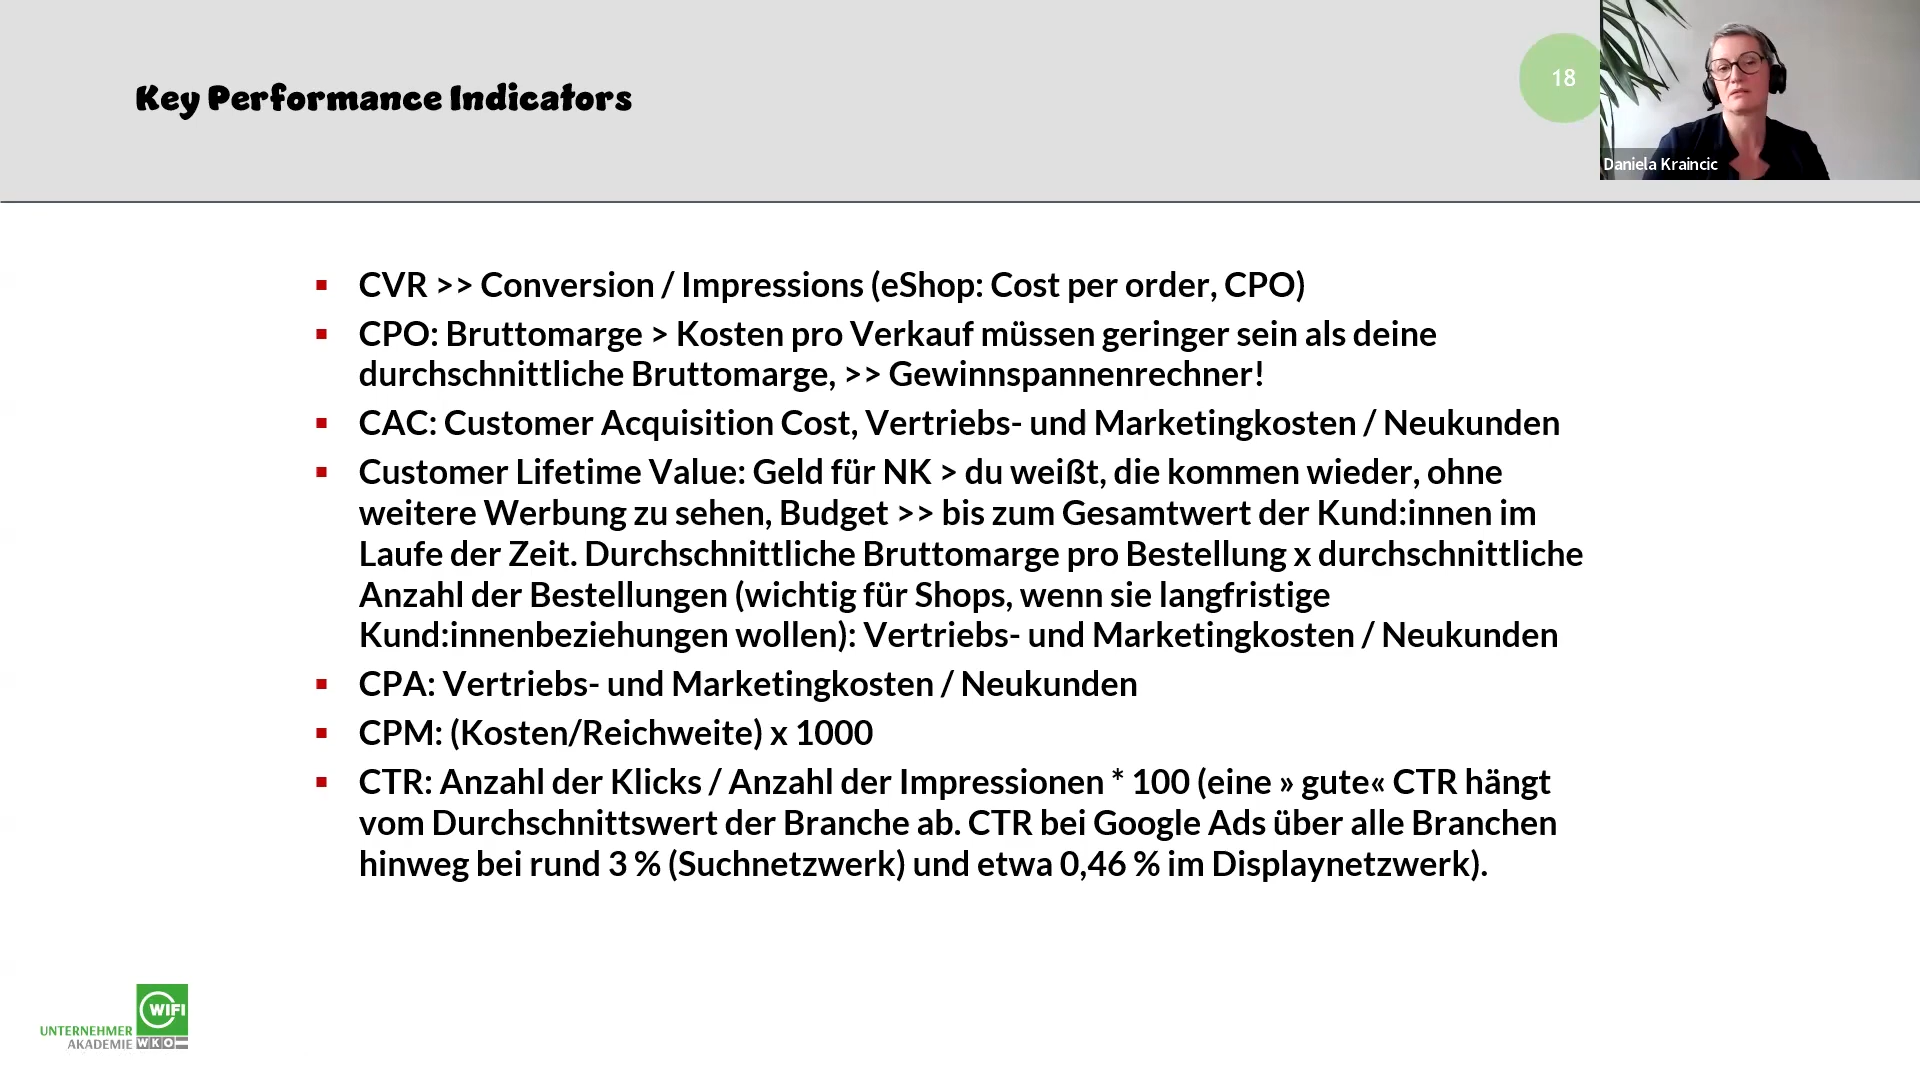 Key Performance Indicators
18
Daniela Kraincic
CVR >> Conversion / Impressions (eShop: Cost per order, CPO)
CPO: Bruttomarge > Kosten pro Verkauf müssen geringer sein als deine
durchschnittliche Bruttomarge, >> Gewinnspannenrechner!
CAC: Customer Acquisition Cost, Vertriebs- und Marketingkosten / Neukunden
Customer Lifetime Value: Geld für NK > du weißt, die kommen wieder, ohne
weitere Werbung zu sehen, Budget >> bis zum Gesamtwert der Kund:innen im
Laufe der Zeit. Durchschnittliche Bruttomarge pro Bestellung x durchschnittliche
Anzahl der Bestellungen (wichtig für Shops, wenn sie langfristige
Kund:innenbeziehungen wollen): Vertriebs- und Marketingkosten / Neukunden
CPA: Vertriebs- und Marketingkosten / Neukunden
CPM: (Kosten/Reichweite) x 1000
CTR: Anzahl der Klicks / Anzahl der Impressionen * 100 (eine » gute« CTR hängt
vom Durchschnittswert der Branche ab. CTR bei Google Ads über alle Branchen
hinweg bei rund 3 % (Suchnetzwerk) und etwa 0,46 % im Displaynetzwerk).
WIFI
UNTERNEHMER
AKADEMIE WKO